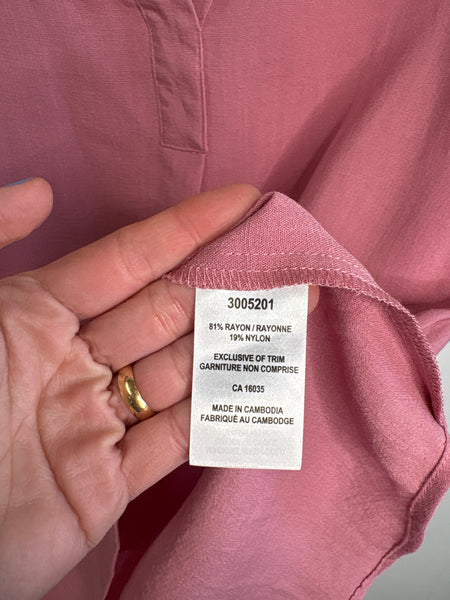 3005201
81% RAYON / RAYONNE
19% NYLON
EXCLUSIVE OF TRIM
GARNITURE NON COMPRISE
CA 16035
MADE IN CAMBODIA
FABRIQUÉ AU CAMBODGE